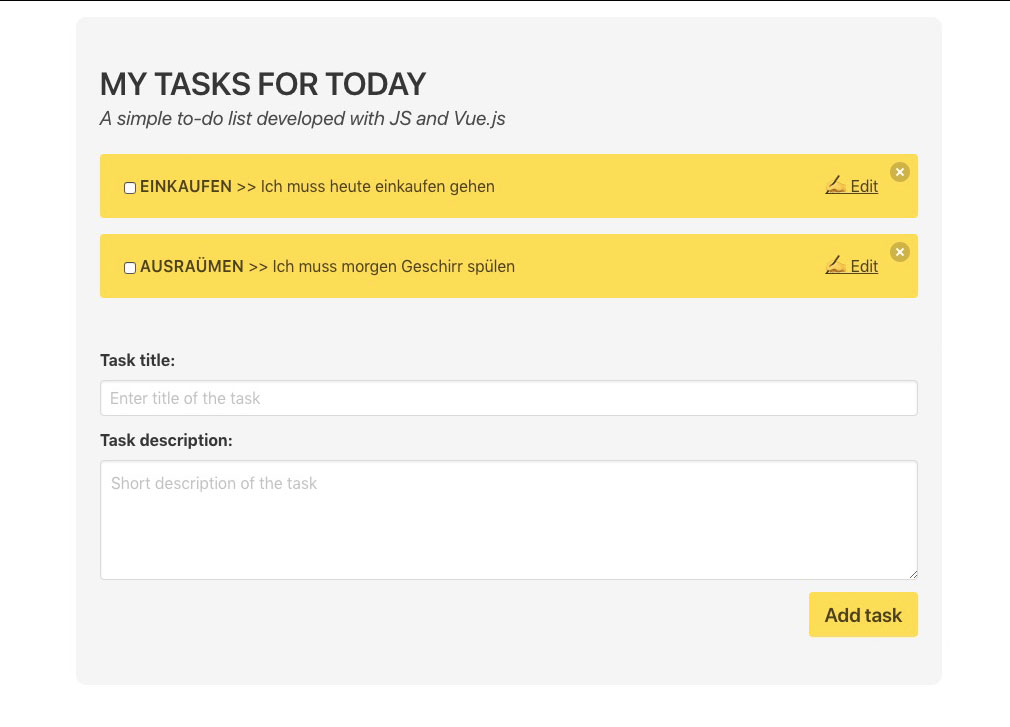 MY TASKS FOR TODAY
A simple to-do list developed with JS and Vue.js
EINKAUFEN >> Ich muss heute einkaufen gehen
✍️ Edit
AUSRAÜMEN >> Ich muss morgen Geschirr spülen
✍️ Edit
Task title:
Enter title of the task
Task description:
Short description of the task
Add task